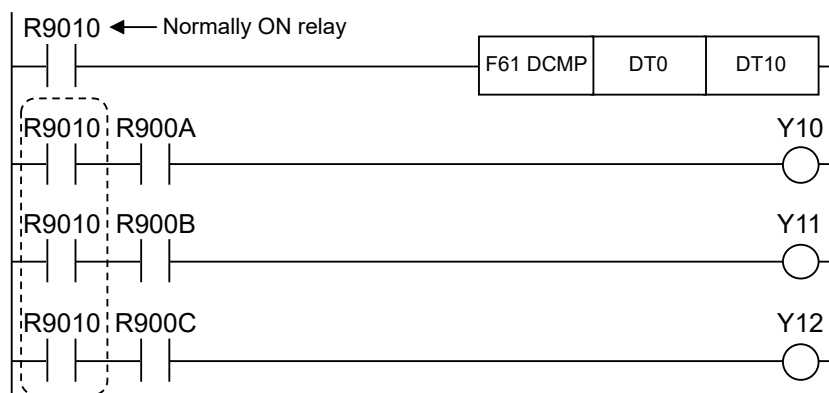 R9010 Normally ON relay
F61 DCMP DT0 DT10
R9010 R900A Y10
R9010 R900B Y11
R9010 R900C Y12